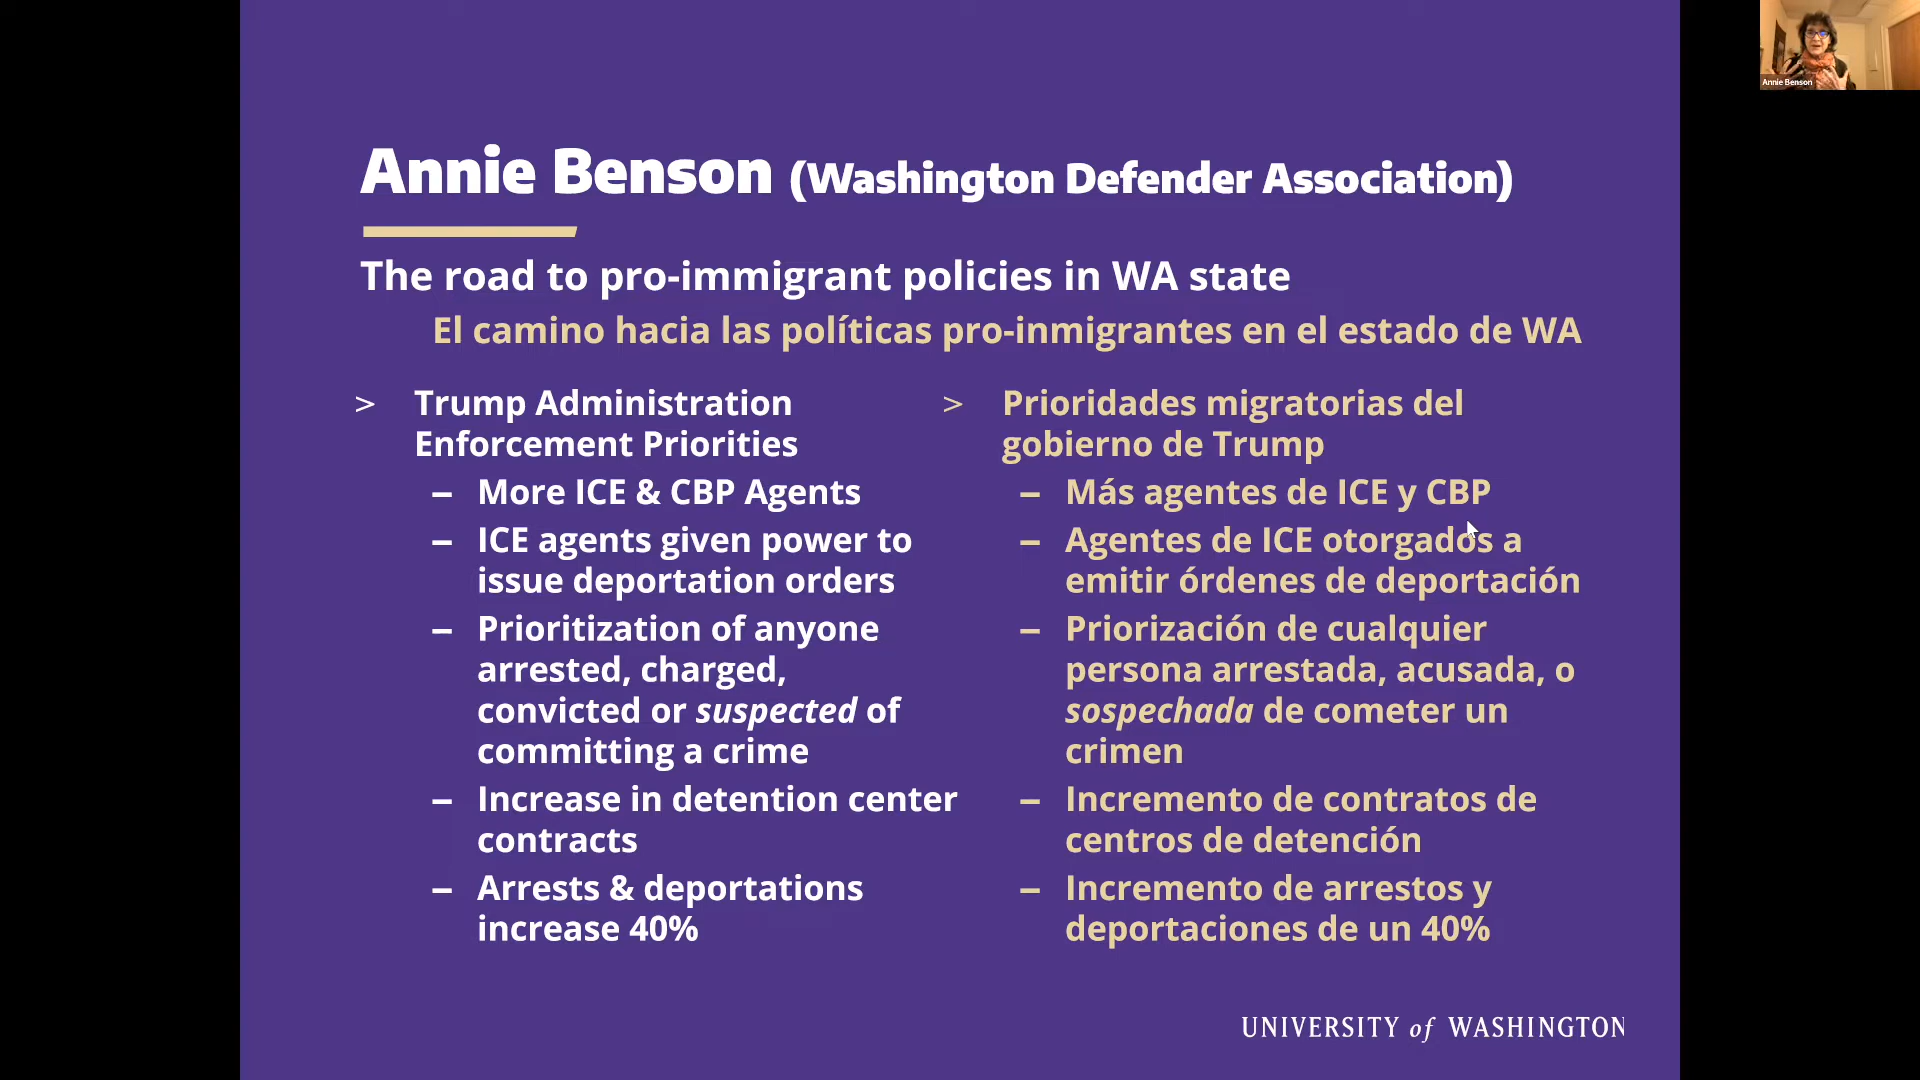 Annie Benson (Washington Defender Association)
The road to pro-immigrant policies in WA state
El camino hacia las políticas pro-inmigrantes en el estado de WA
> Trump Administration
Enforcement Priorities
– More ICE & CBP Agents
– ICE agents given power to
issue deportation orders
– Prioritization of anyone
arrested, charged,
convicted or suspected of
committing a crime
– Increase in detention center
contracts
– Arrests & deportations
increase 40%
> Prioridades migratorias del
gobierno de Trump
– Más agentes de ICE y CBP
– Agentes de ICE otorgados a
emitir órdenes de deportación
– Priorización de cualquier
persona arrestada, acusada, o
sospechada de cometer un
crimen
– Incremento de contratos de
centros de detención
– Incremento de arrestos y
deportaciones de un 40%
UNIVERSITY of WASHINGTON
Annie Benson